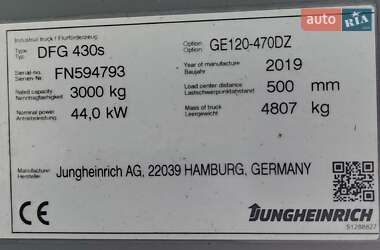 auto RIA
Industrial truck / Flurförderzeug
Type
Typ: DFG 430s
Option
Option: GE120-470DZ
Serial-no.
Serien-Nr. FN594793
Year of manufacture
Baujahr 2019
Rated capacity
Nenntragfähigkeit 3000 kg
Load center distance
Lastschwerpunktabstand 500 mm
Nominal power
Antriebsleistung 44,0 kW
Mass of truck
Leergewicht 4807 kg
Manufacturer
Hersteller Jungheinrich AG, 22039 HAMBURG, GERMANY
CE
JUNGHEINRICH
51288827